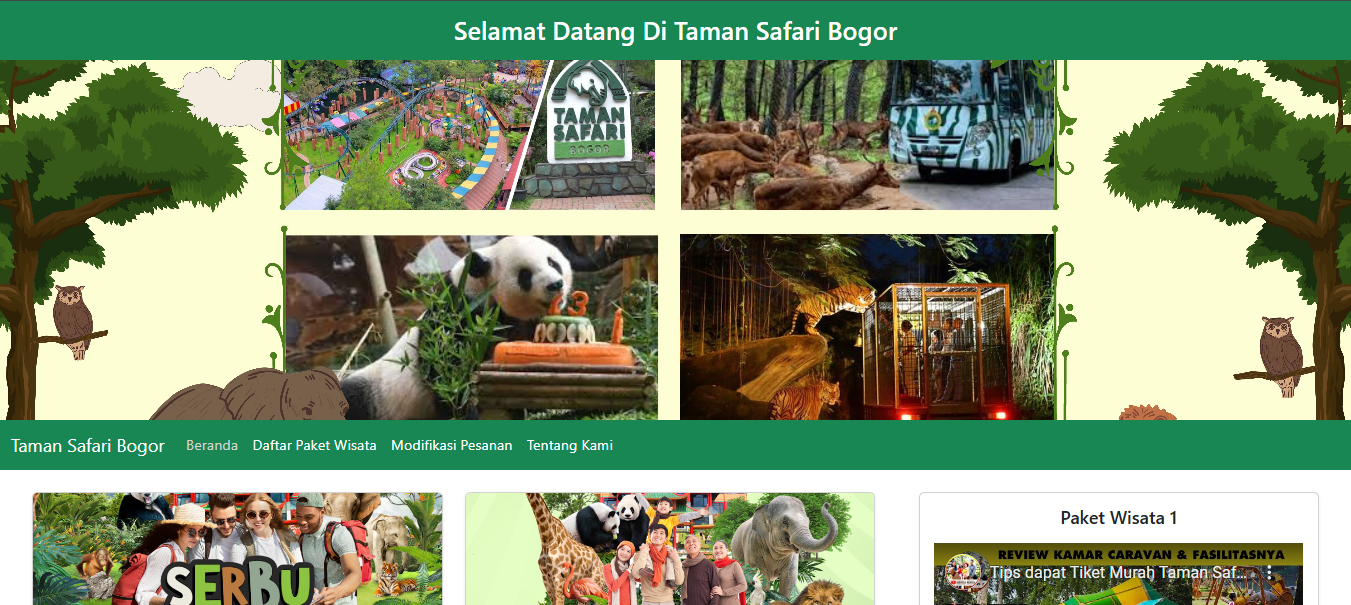 Selamat Datang Di Taman Safari Bogor
TAMAN
SAFARI
BOGOR
Taman Safari Bogor
Beranda
Daftar Paket Wisata
Modifikasi Pesanan
Tentang Kami
SERBU
Paket Wisata 1
REVIEW KAMAR CARAVAN & FASILITASNYA
Tips dapat Tiket Murah Taman Saf...